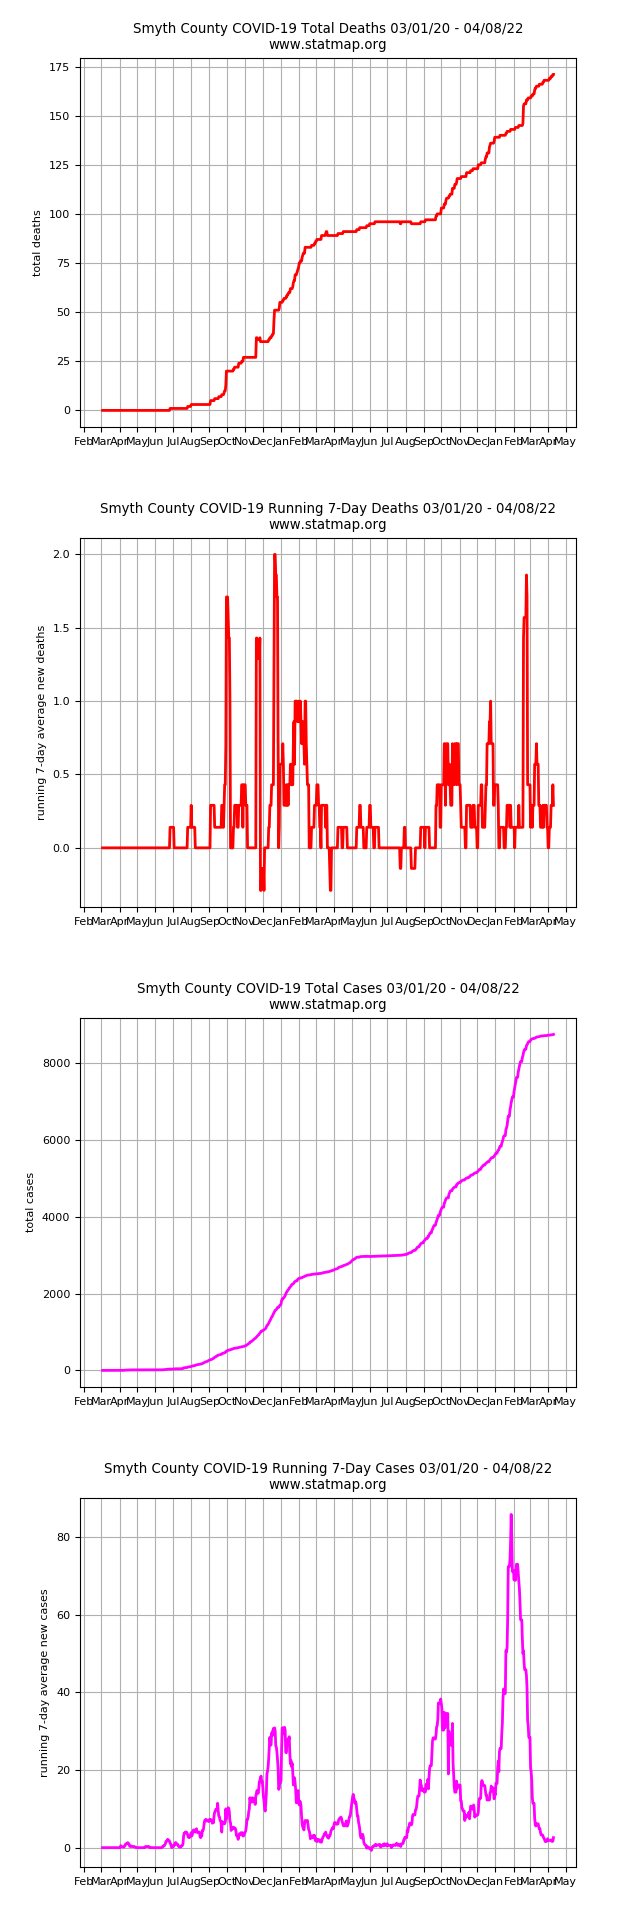 Smyth County COVID-19 Total Deaths 03/01/20 - 04/08/22
www.statmap.org
175
150
125
100
75
50
25
0
total deaths
Feb Mar Apr May Jun Jul Aug Sep Oct Nov Dec Jan Feb Mar Apr May Jun Jul Aug Sep Oct Nov Dec Jan Feb Mar Apr May
Smyth County COVID-19 Running 7-Day Deaths 03/01/20 - 04/08/22
www.statmap.org
2.0
1.5
1.0
0.5
0.0
running 7-day average new deaths
Feb Mar Apr May Jun Jul Aug Sep Oct Nov Dec Jan Feb Mar Apr May Jun Jul Aug Sep Oct Nov Dec Jan Feb Mar Apr May
Smyth County COVID-19 Total Cases 03/01/20 - 04/08/22
www.statmap.org
8000
6000
4000
2000
0
total cases
Feb Mar Apr May Jun Jul Aug Sep Oct Nov Dec Jan Feb Mar Apr May Jun Jul Aug Sep Oct Nov Dec Jan Feb Mar Apr May
Smyth County COVID-19 Running 7-Day Cases 03/01/20 - 04/08/22
www.statmap.org
80
60
40
20
0
running 7-day average new cases
Feb Mar Apr May Jun Jul Aug Sep Oct Nov Dec Jan Feb Mar Apr May Jun Jul Aug Sep Oct Nov Dec Jan Feb Mar Apr May